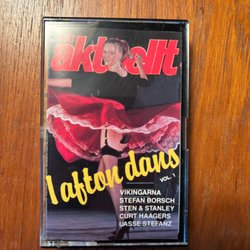 aktuellt
I afton dans
VOL. 1
VIKINGARNA
STEFAN BORSCH
STEN & STANLEY
CURT HAAGERS
LASSE STEFANZ